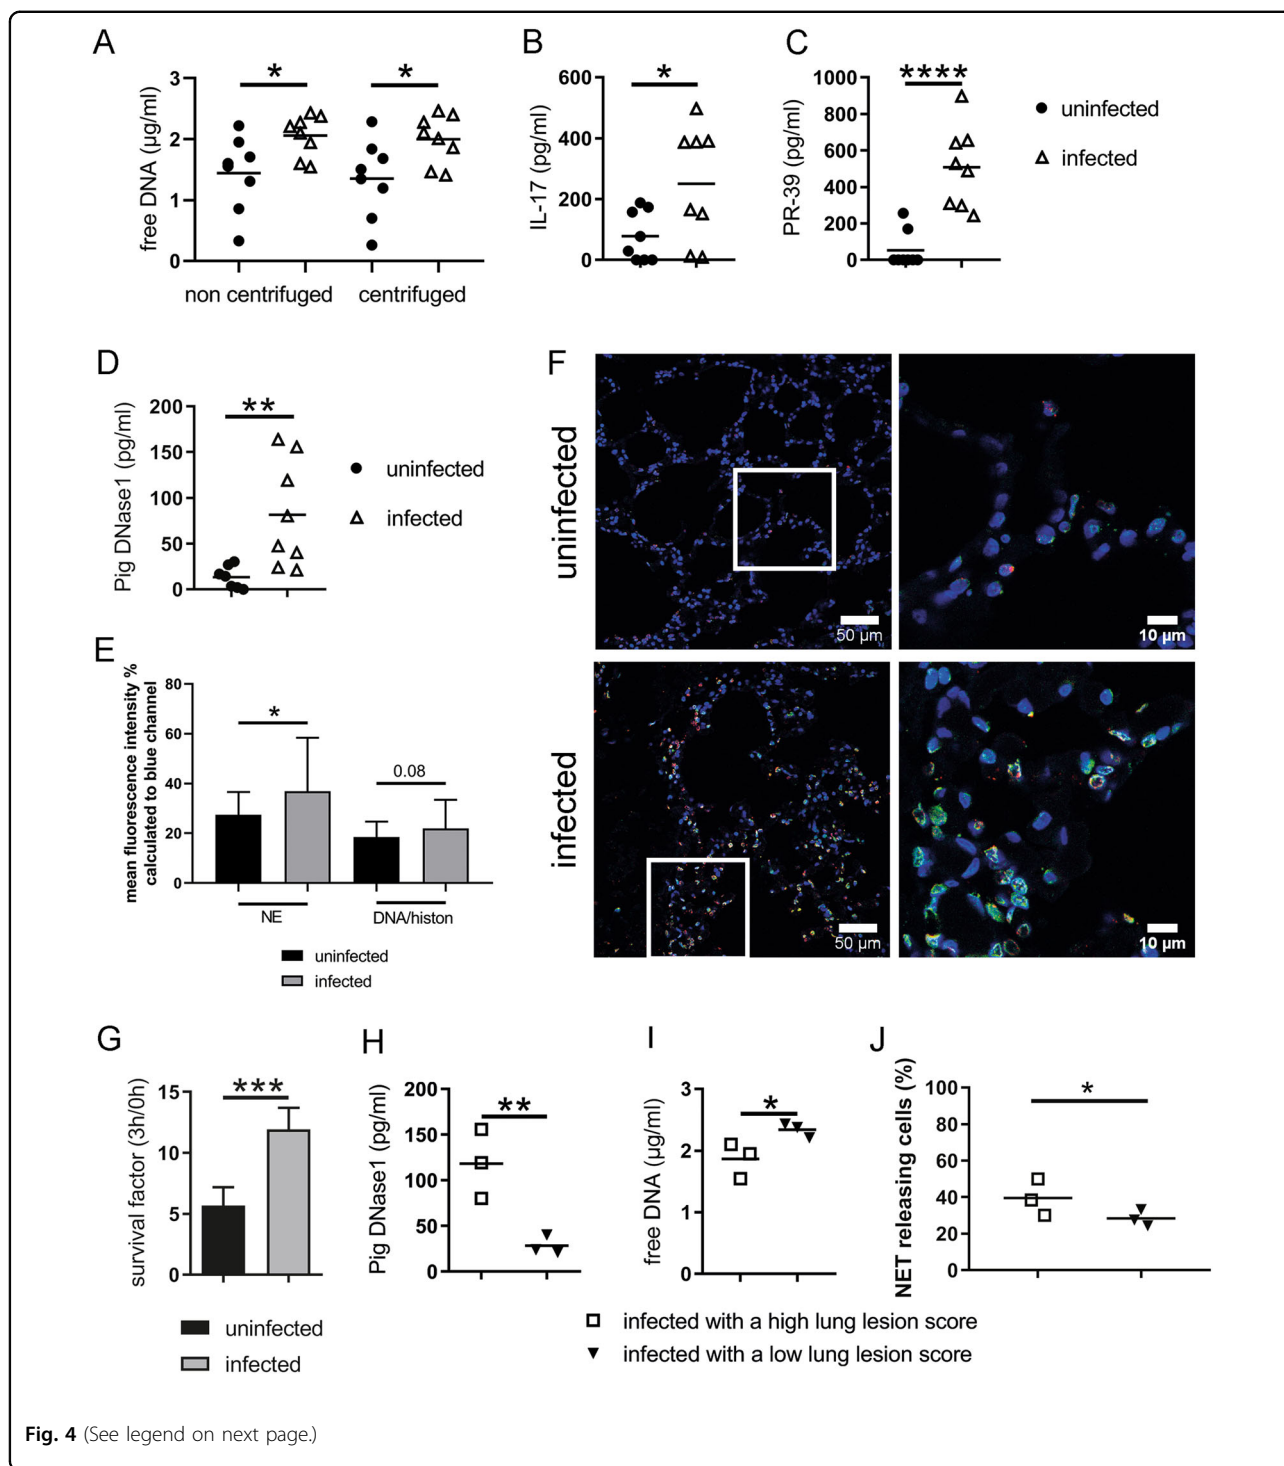 A
free DNA (µg/ml)
3
2
1
0
*
*
non centrifuged
centrifuged
B
IL-17 (pg/ml)
600
400
200
0
*
C
PR-39 (pg/ml)
1000
800
600
400
200
0
****
uninfected
infected
D
Pig DNase1 (pg/ml)
200
150
100
50
0
**
uninfected
infected
E
mean fluorescence intensity %
calculated to blue channel
80
60
40
20
0
*
0.08
NE
DNA/histon
uninfected
infected
F
uninfected
50 µm
10 µm
infected
50 µm
10 µm
G
survival factor (3h/0h)
15
10
5
0
***
uninfected
infected
H
Pig DNase1 (pg/ml)
200
150
100
50
0
**
I
free DNA (µg/ml)
3
2
1
0
*
J
NET releasing cells (%)
100
80
60
40
20
0
*
infected with a high lung lesion score
infected with a low lung lesion score
Fig. 4 (See legend on next page.)